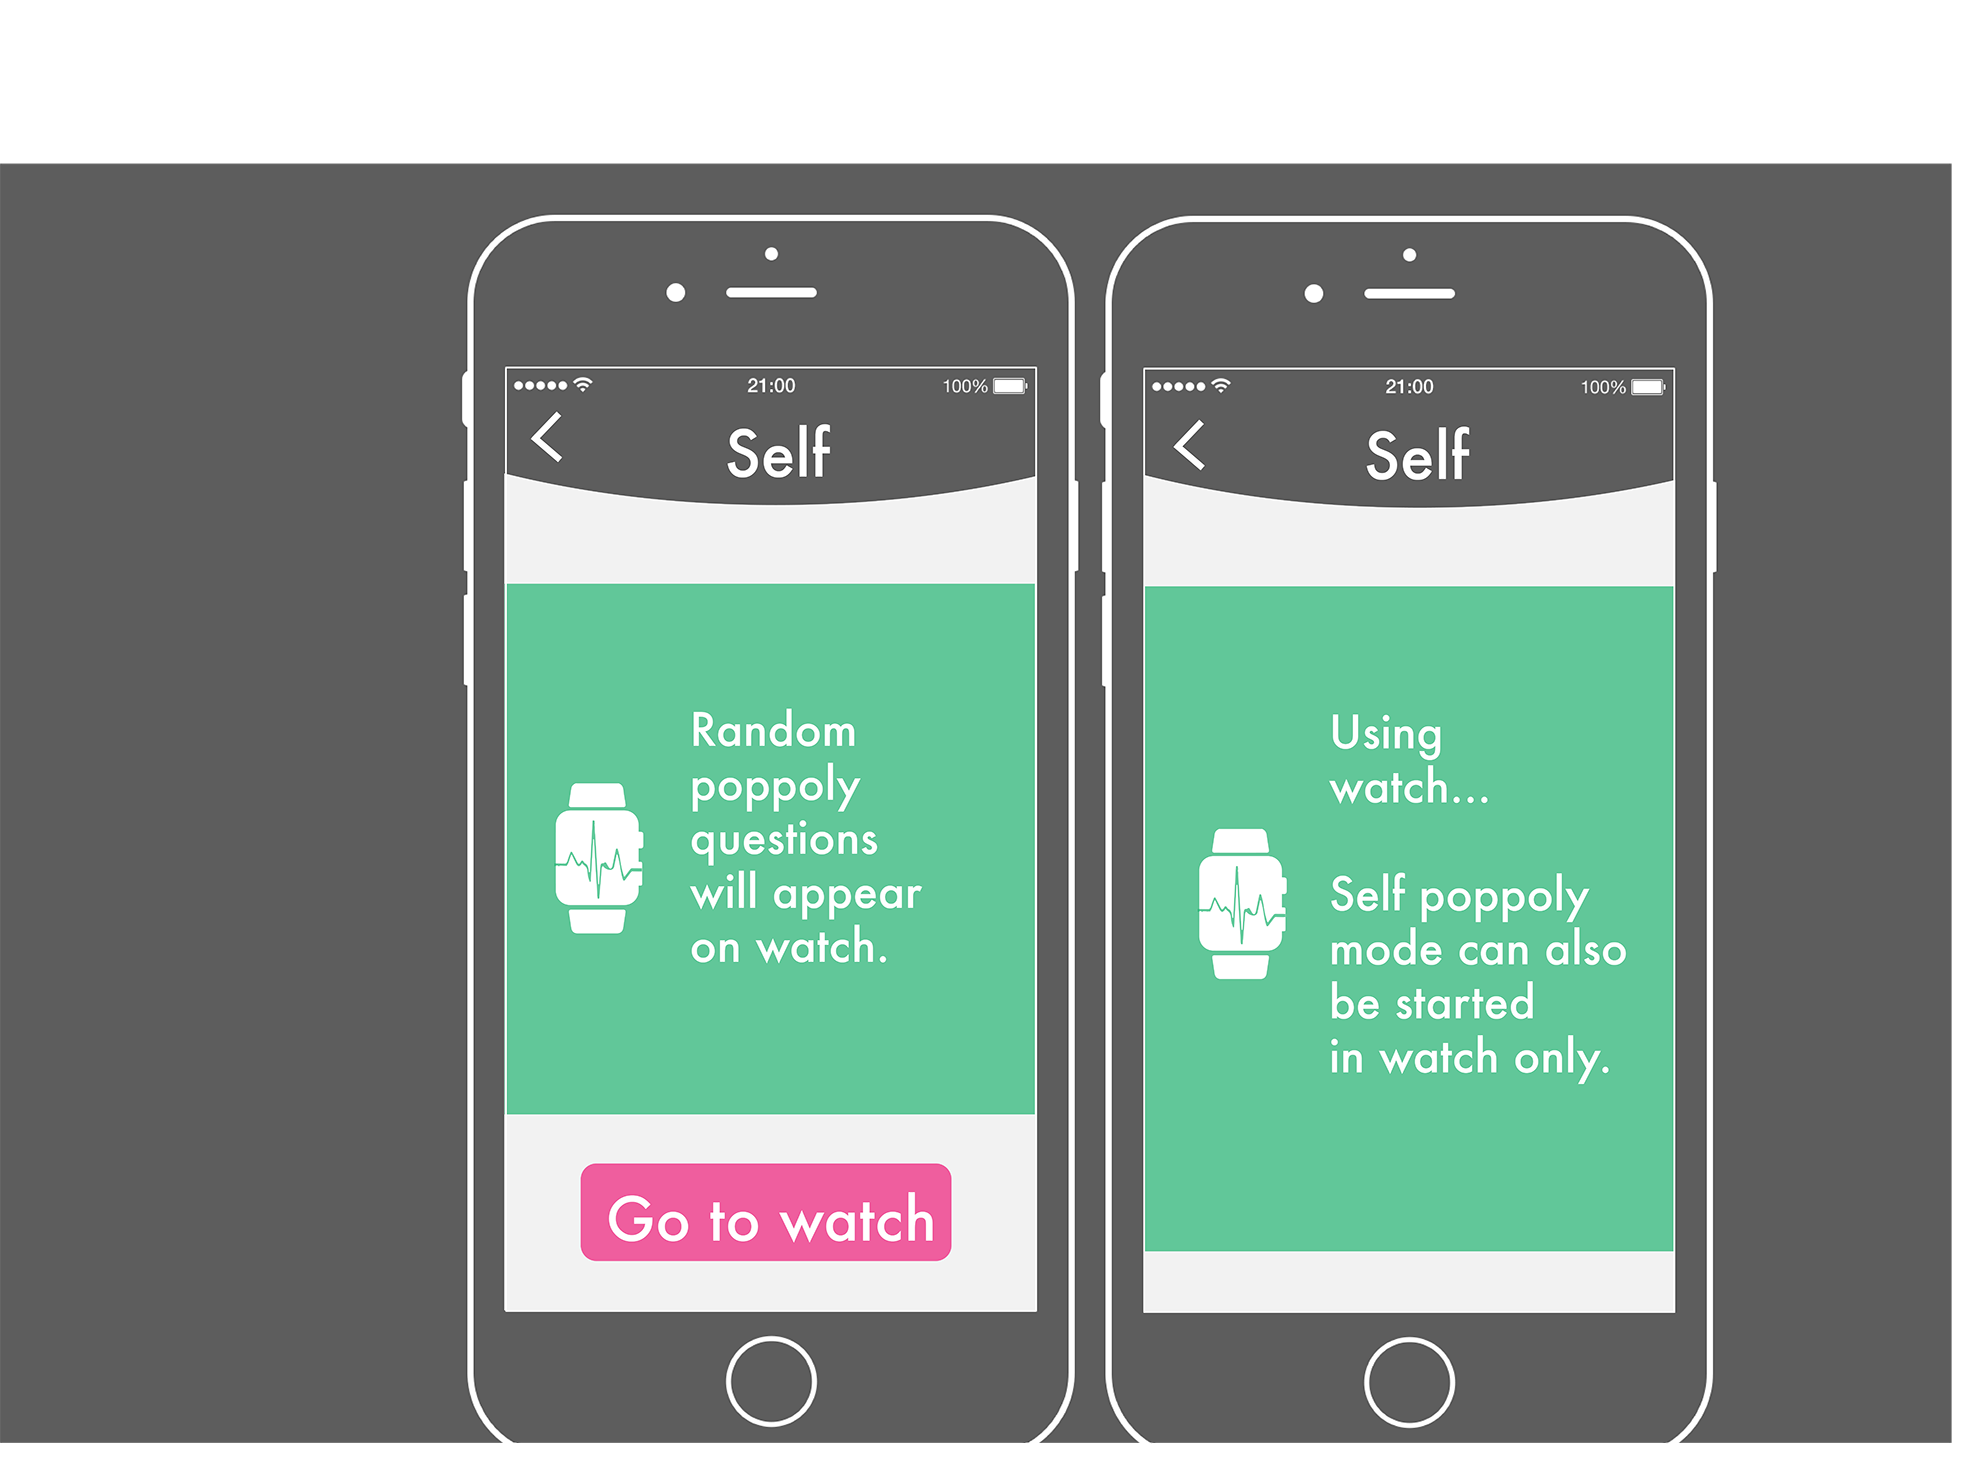 21:00
100%
Self
Random
poppoly
questions
will appear
on watch.
Go to watch
21:00
100%
Self
Using
watch...
Self poppoly
mode can also
be started
in watch only.